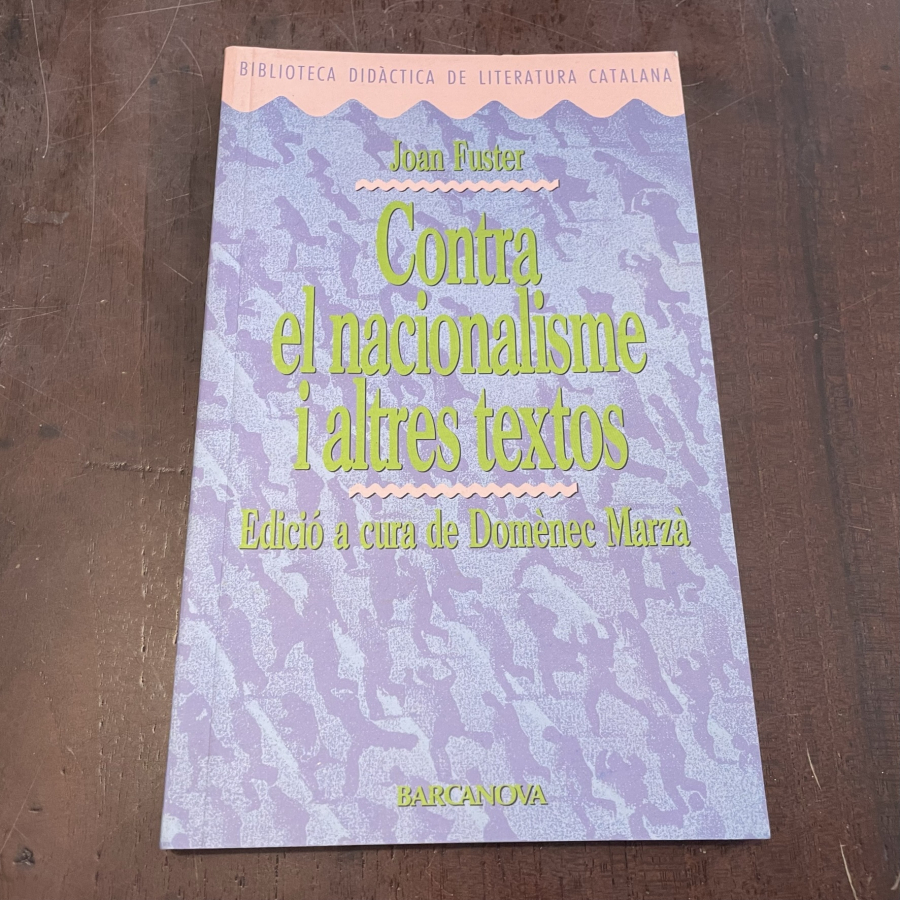 BIBLIOTECA DIDÀCTICA DE LITERATURA CATALANA
Joan Fuster
Contra
el nacionalisme
i altres textos
Edició a cura de Domènec Marzà
BARCANOVA